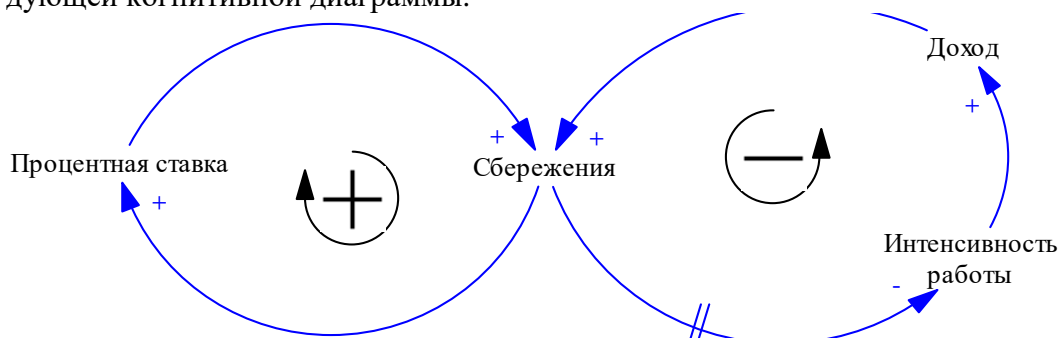 дующей когнитивной диаграммы.
Доход
+
+ +
Процентная ставка
Сбережения
+
Интенсивность
работы
-